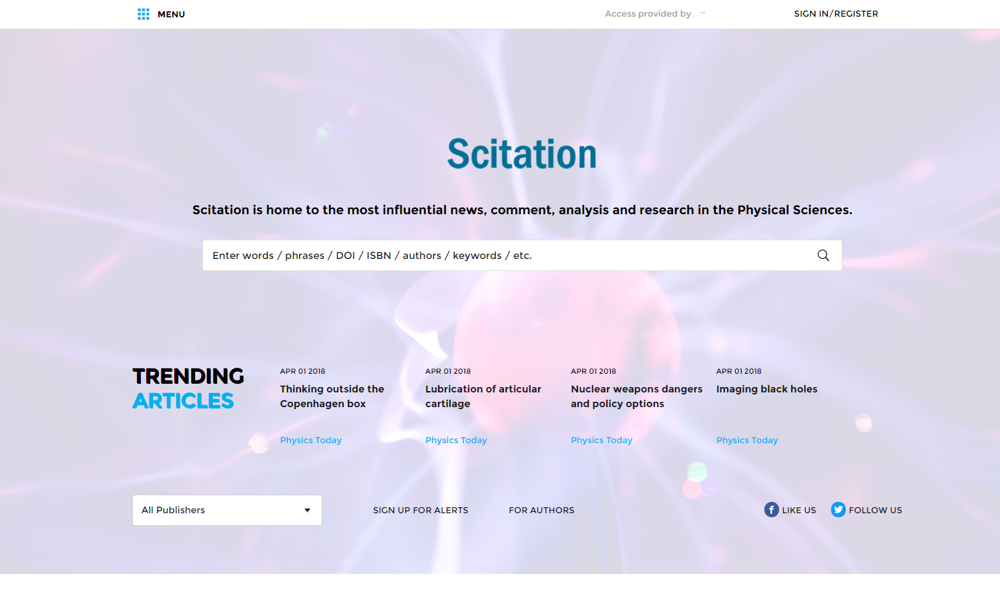 MENU
Access provided by
SIGN IN/REGISTER
Scitation
Scitation is home to the most influential news, comment, analysis and research in the Physical Sciences.
Enter words / phrases / DOI / ISBN / authors / keywords / etc.
TRENDING
ARTICLES
APR 01 2018
Thinking outside the
Copenhagen box
Physics Today
APR 01 2018
Lubrication of articular
cartilage
Physics Today
APR 01 2018
Nuclear weapons dangers
and policy options
Physics Today
APR 01 2018
Imaging black holes
Physics Today
All Publishers
SIGN UP FOR ALERTS
FOR AUTHORS
LIKE US
FOLLOW US